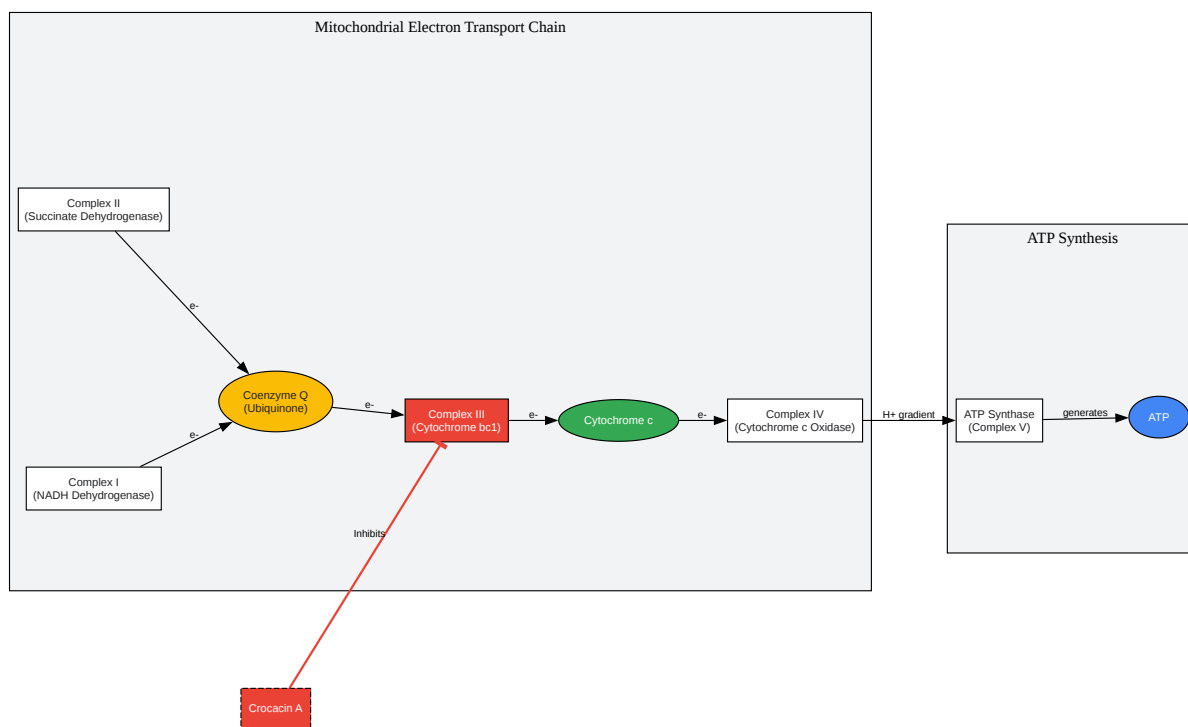 Mitochondrial Electron Transport Chain
Complex II
(Succinate Dehydrogenase)
e-
Coenzyme Q
(Ubiquinone)
e-
Complex I
(NADH Dehydrogenase)
e-
Complex III
(Cytochrome bc1)
e-
Cytochrome c
e-
Complex IV
(Cytochrome c Oxidase)
H+ gradient
ATP Synthesis
ATP Synthase
(Complex V)
generates
ATP
Inhibits
Crocacin A